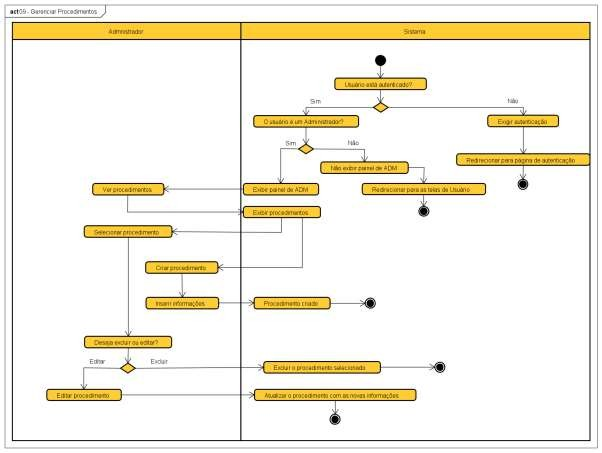 act 09 - Gerenciar Procedimentos
Administrador
Sistema
Usuário está autenticado?
Sim
Não
O usuário é um Administrador?
Exigir autenticação
Sim
Não
Não exibir painel de ADM
Redirecionar para página de autenticação
Ver procedimentos
Exibir painel de ADM
Redirecionar para as telas de Usuário
Exibir procedimentos
Selecionar procedimento
Criar procedimento
Inserir informações
Procedimento criado
Deseja excluir ou editar?
Editar
Excluir
Excluir o procedimento selecionado
Editar procedimento
Atualizar o procedimento com as novas informações